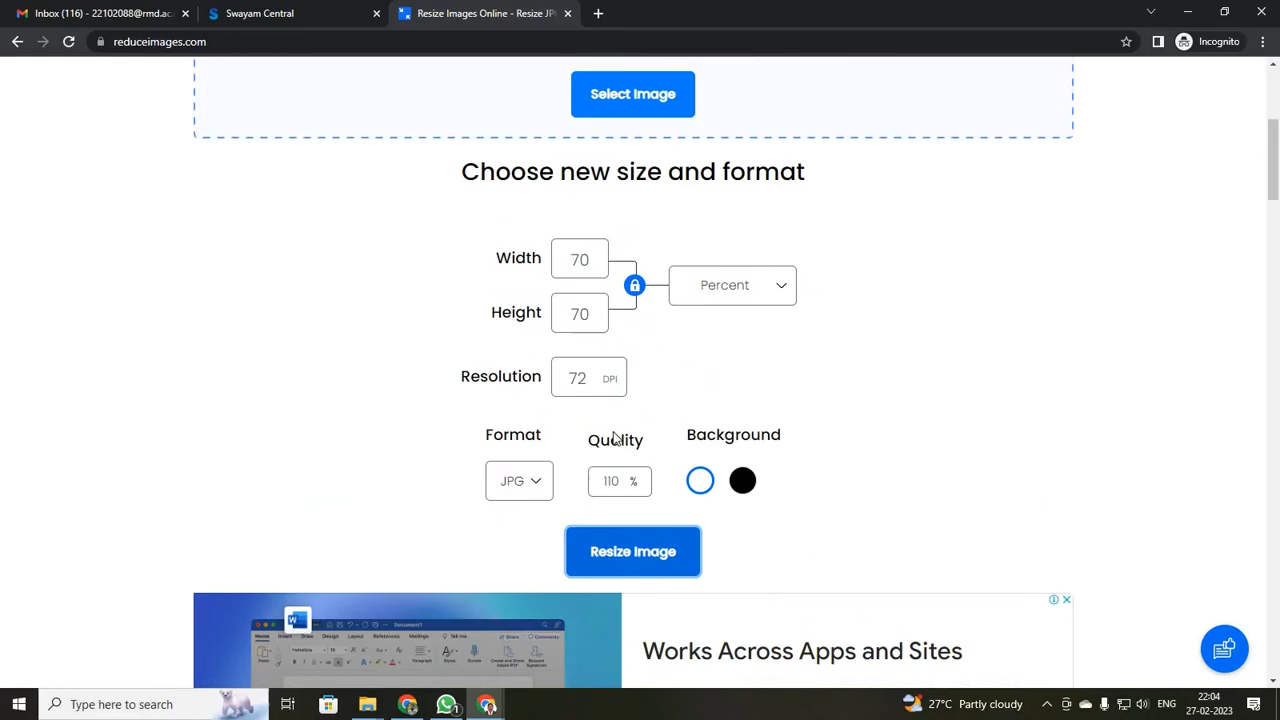 Inbox (116) - 22102088@rmd.ac
Swayam Central
Resize Images Online - Resize JP
reduceimages.com
Incognito
Select Image
Choose new size and format
Width 70
Percent
Height 70
Resolution 72 DPI
Format Quality Background
JPG 110 %
Resize Image
Works Across Apps and Sites
Type here to search
1
27°C Partly cloudy
ENG
22:04
27-02-2023